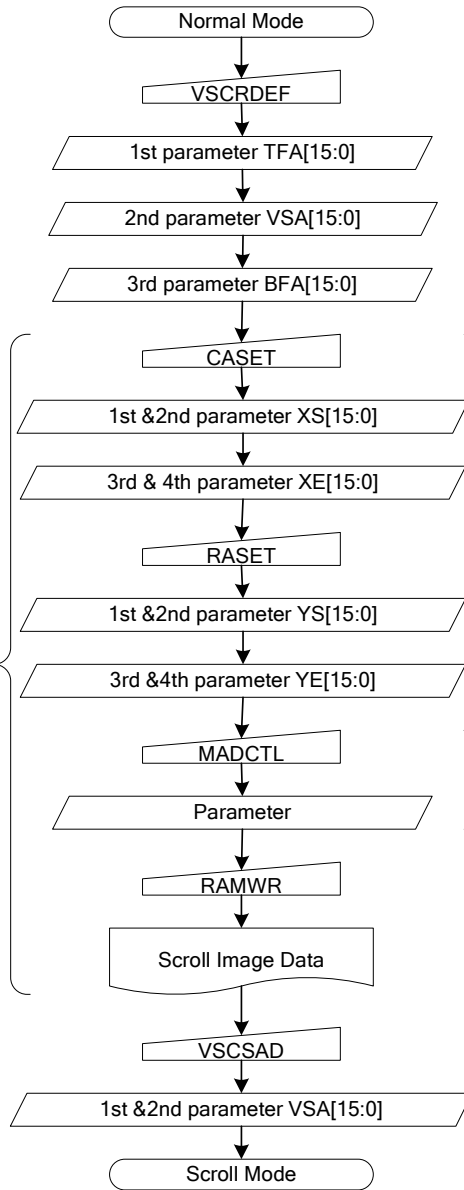 Normal Mode
VSCRDEF
1st parameter TFA[15:0]
2nd parameter VSA[15:0]
3rd parameter BFA[15:0]
CASET
1st &2nd parameter XS[15:0]
3rd & 4th parameter XE[15:0]
RASET
1st &2nd parameter YS[15:0]
3rd &4th parameter YE[15:0]
MADCTL
Parameter
RAMWR
Scroll Image Data
VSCSAD
1st &2nd parameter VSA[15:0]
Scroll Mode